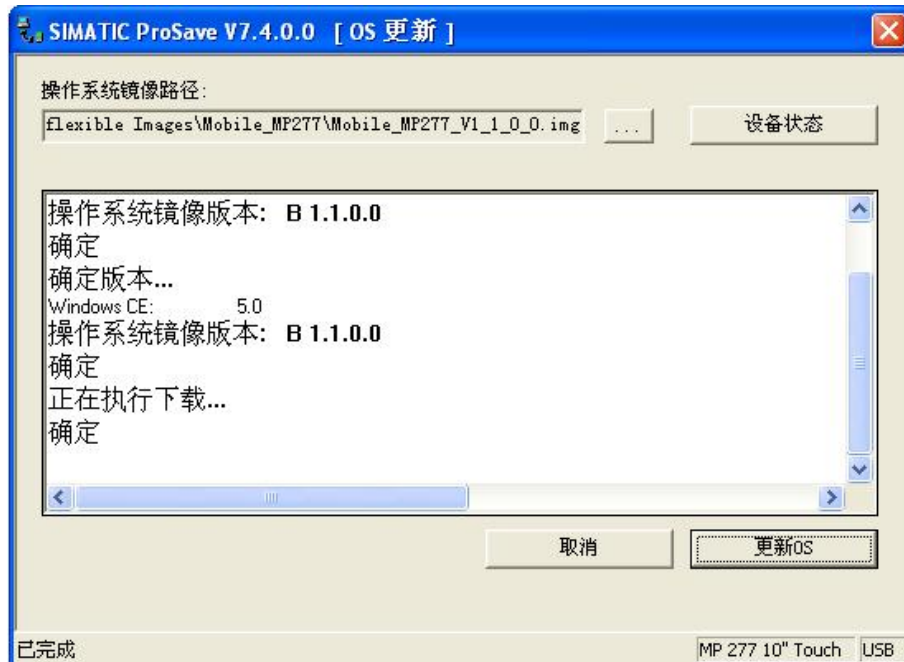 SIMATIC ProSave V7.4.0.0 [ OS 更新 ]
操作系统镜像路径:
flexible Images\Mobile_MP277\Mobile_MP277_V1_1_0_0.img
...
设备状态
操作系统镜像版本: B 1.1.0.0
确定
确定版本...
Windows CE: 5.0
操作系统镜像版本: B 1.1.0.0
确定
正在执行下载...
确定
取消
更新OS
已完成
MP 277 10" Touch
USB